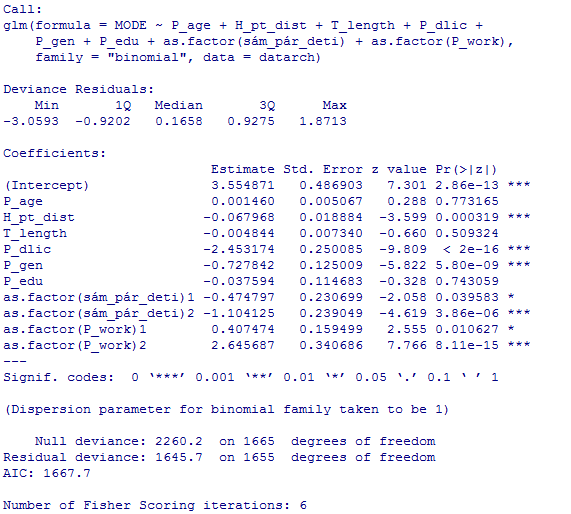 Call:
glm(formula = MODE ~ P_age + H_pt_dist + T_length + P_dlic +
    P_gen + P_edu + as.factor(sám_pár_deti) + as.factor(P_work),
    family = "binomial", data = datarch)

Deviance Residuals:
    Min       1Q   Median       3Q      Max
-3.0593  -0.9202   0.1658   0.9275   1.8713

Coefficients:
                         Estimate Std. Error z value Pr(>|z|)
(Intercept)              3.554871   0.486903   7.301 2.86e-13 ***
P_age                    0.001460   0.005067   0.288 0.773165
H_pt_dist               -0.067968   0.018884  -3.599 0.000319 ***
T_length                -0.004844   0.007340  -0.660 0.509324
P_dlic                  -2.453174   0.250085  -9.809  < 2e-16 ***
P_gen                   -0.727842   0.125009  -5.822 5.80e-09 ***
P_edu                   -0.037594   0.114683  -0.328 0.743059
as.factor(sám_pár_deti)1 -0.474797   0.230699  -2.058 0.039583 *
as.factor(sám_pár_deti)2 -1.104125   0.239049  -4.619 3.86e-06 ***
as.factor(P_work)1       0.407474   0.159499   2.555 0.010627 *
as.factor(P_work)2       2.645687   0.340686   7.766 8.11e-15 ***
---
Signif. codes:  0 ‘***’ 0.001 ‘**’ 0.01 ‘*’ 0.05 ‘.’ 0.1 ‘ ’ 1

(Dispersion parameter for binomial family taken to be 1)

    Null deviance: 2260.2  on 1665  degrees of freedom
Residual deviance: 1645.7  on 1655  degrees of freedom
AIC: 1667.7

Number of Fisher Scoring iterations: 6